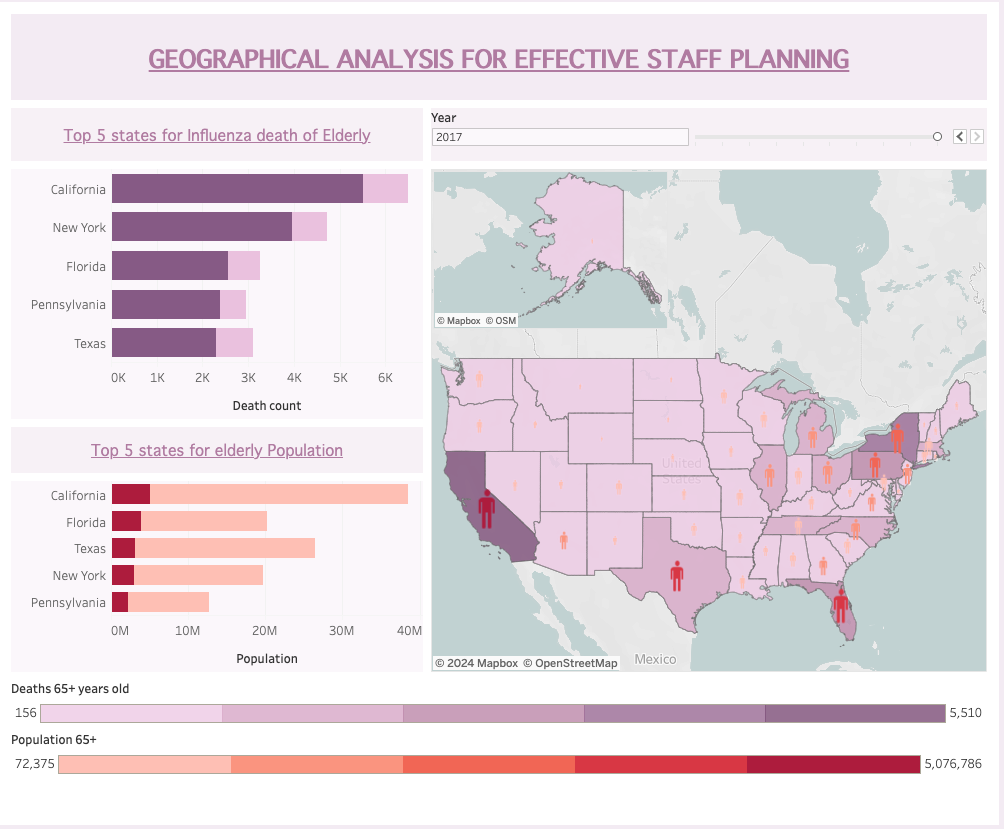 GEOGRAPHICAL ANALYSIS FOR EFFECTIVE STAFF PLANNING
Top 5 states for Influenza death of Elderly
Year
2017
California
New York
Florida
Pennsylvania
Texas
0K 1K 2K 3K 4K 5K 6K
Death count
© Mapbox © OSM
United
States
Mexico
© 2024 Mapbox © OpenStreetMap
Top 5 states for elderly Population
California
Florida
Texas
New York
Pennsylvania
0M 10M 20M 30M 40M
Population
Deaths 65+ years old
156 5,510
Population 65+
72,375 5,076,786